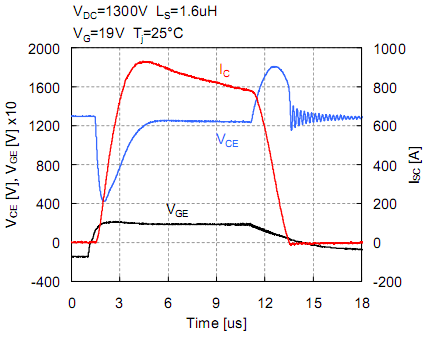 V_DC=1300V L_S=1.6uH
V_G=19V T_j=25°C
2000 1000
1600 800
1200 600
800 400
400 200
0 0
-400 -200
V_CE [V], V_GE [V] x10
I_SC [A]
I_C
V_CE
V_GE
0 3 6 9 12 15 18
Time [us]